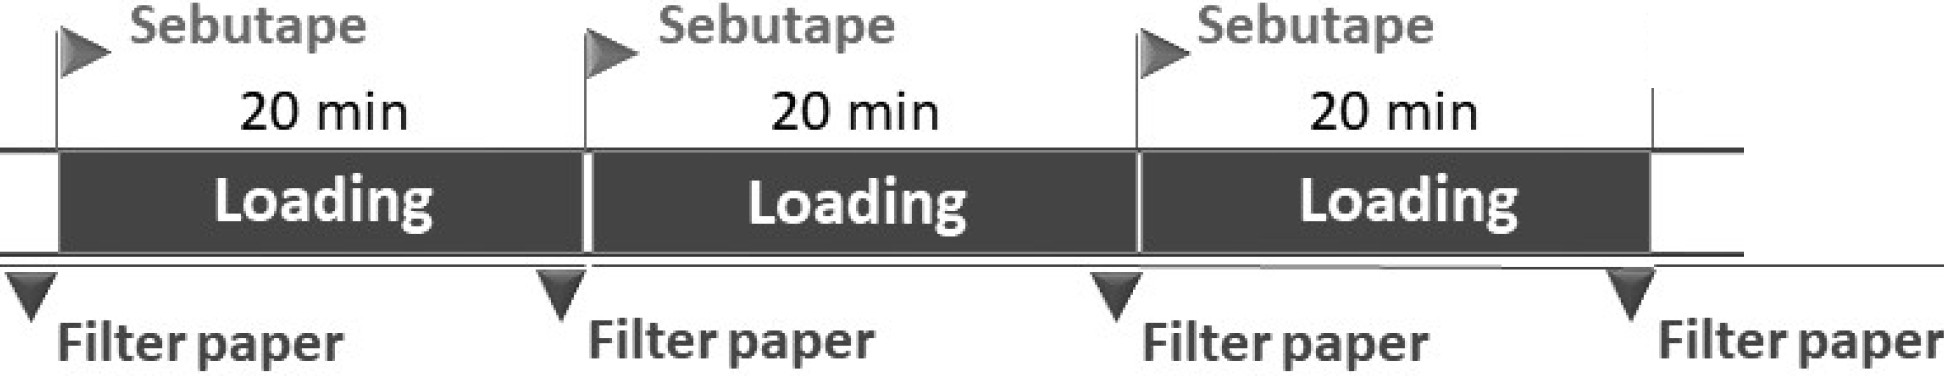 Sebutape Sebutape Sebutape
20 min 20 min 20 min
Loading Loading Loading
Filter paper Filter paper Filter paper Filter paper